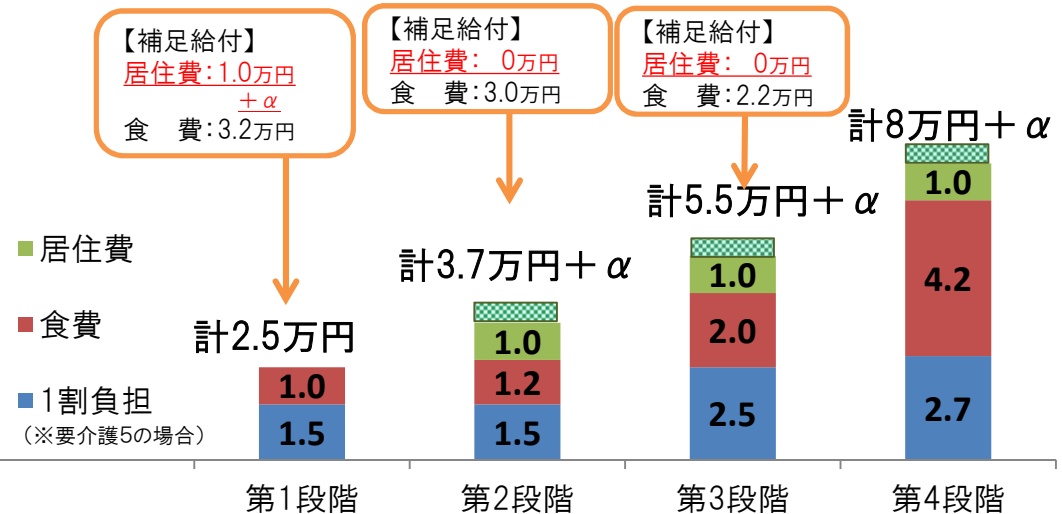 【補足給付】
居住費：1.0万円
＋α
食　費：3.2万円
【補足給付】
居住費：　0万円
食　費：3.0万円
【補足給付】
居住費：　0万円
食　費：2.2万円
計8万円＋α
計5.5万円＋α
計3.7万円＋α
計2.5万円
居住費
食費
1割負担
（※要介護5の場合）
1.0
1.5
1.0
1.2
1.5
1.0
2.0
2.5
1.0
4.2
2.7
第1段階
第2段階
第3段階
第4段階